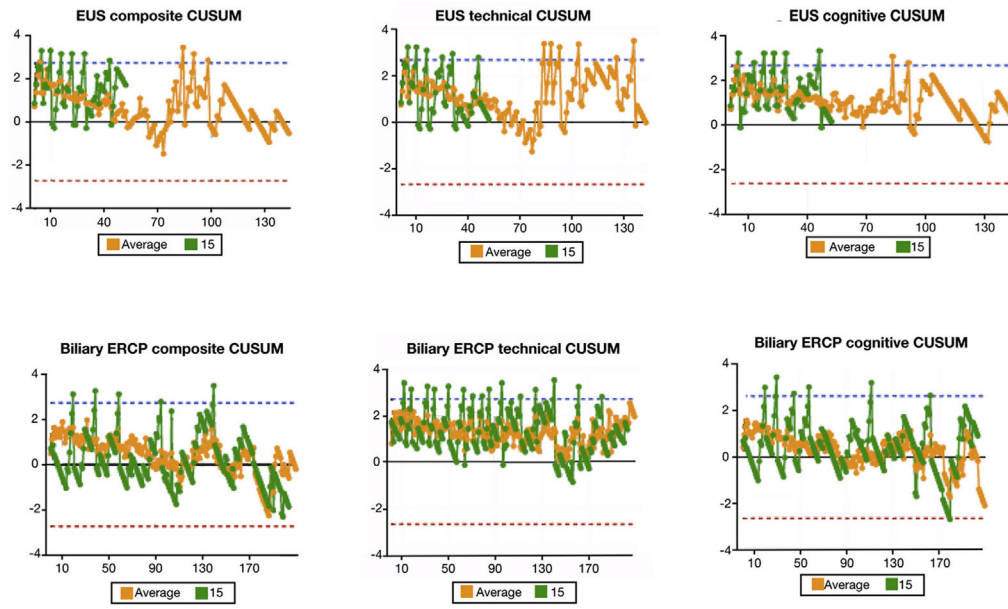 EUS composite CUSUM
4
2
0
-2
-4
10 40 70 100 130
Average 15
EUS technical CUSUM
4
2
0
-2
-4
10 40 70 100 130
Average 15
EUS cognitive CUSUM
4
2
0
-2
-4
10 40 70 100 130
Average 15
Biliary ERCP composite CUSUM
4
2
0
-2
-4
10 50 90 130 170
Average 15
Biliary ERCP technical CUSUM
4
2
0
-2
-4
10 50 90 130 170
Average 15
Biliary ERCP cognitive CUSUM
4
2
0
-2
-4
10 50 90 130 170
Average 15